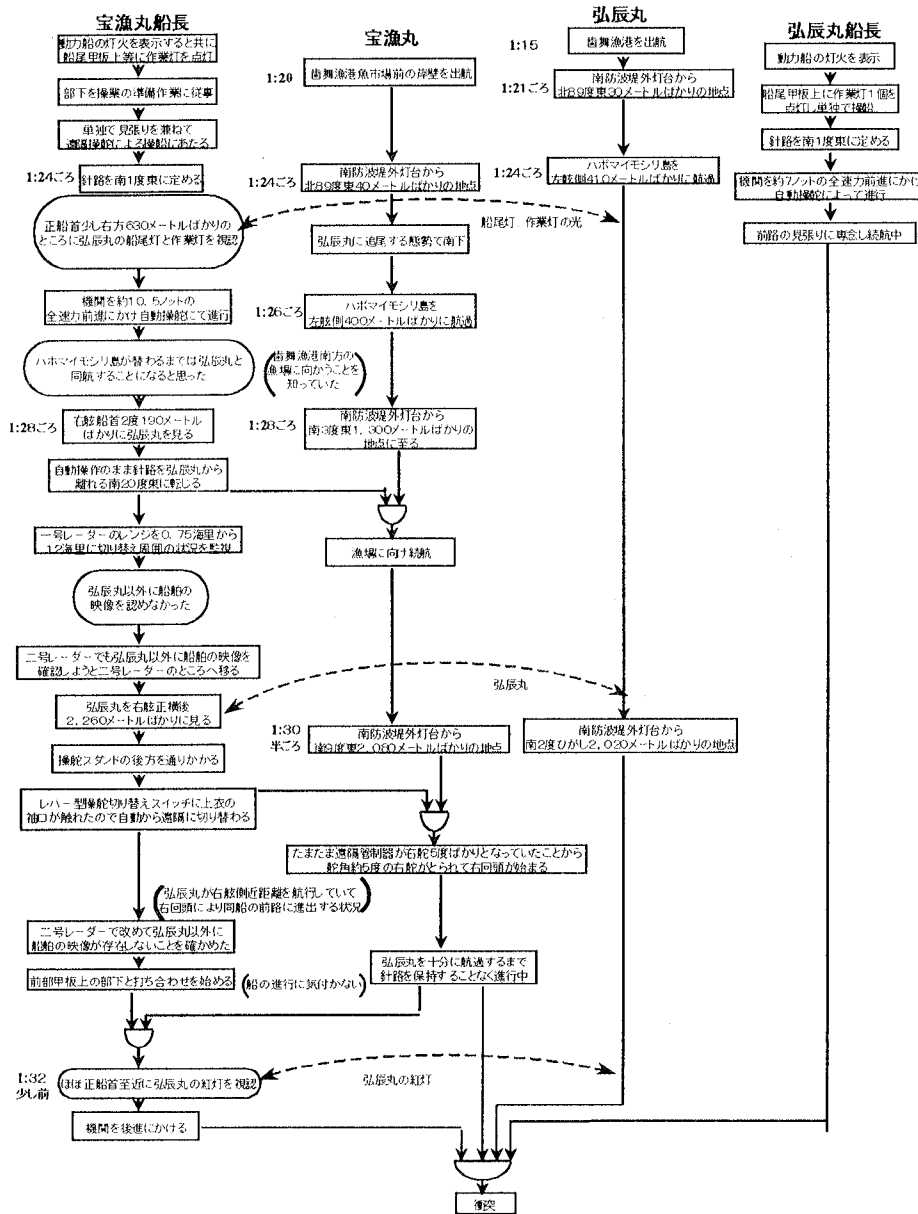 宝漁丸船長
動力船の灯火を表示すると共に
船尾甲板上等に作業灯を点灯
部下を操業の準備作業に従事
単独で見張りを兼ねて
遠隔操舵による操船にあたる
1:24ごろ
針路を南1度東に定める
正船首少し右方630メートルばかりの
ところに弘辰丸の船尾灯と作業灯を視認
機関を約10.5ノットの
全速力前進にかけ自動操舵にて進行
ハボマイモシリ島が替わるまでは弘辰丸と
同航することになると思った
1:28ごろ
右舷船首2度190メートル
ばかりに弘辰丸を見る
自動操作のまま針路を弘辰丸から
離れる南20度東に転じる
一号レーダーのレンジを0.75海里から
12海里に切り替え周囲の状況を監視
弘辰丸以外に船舶の
映像を認めなかった
二号レーダーでも弘辰丸以外に船舶の映像を
確認しようと二号レーダーのところへ移る
弘辰丸を右舷正横後
2,260メートルばかりに見る
操舵スタンドの後方を通りかかる
レバー型操舵切り替えスイッチに上衣の
袖口が触れたので自動から遠隔に切り替わる
(弘辰丸が右舷側近距離を航行していて
右回頭により同船の前路に進出する状況)
二号レーダーで改めて弘辰丸以外に
船舶の映像が存在しないことを確かめた
前部甲板上の部下と打ち合わせを始める
(船の進行に気付かない)
1:32
少し前
ほぼ正船首至近に弘辰丸の紅灯を視認
機関を後進にかける
宝漁丸
1:20
歯舞漁港魚市場前の岸壁を出航
1:24ごろ
南防波堤外灯台から
北89度東40メートルばかりの地点
船尾灯、作業灯の光
弘辰丸に追尾する態勢で南下
1:26ごろ
ハボマイモシリ島を
左舷側400メートルばかりに航過
(歯舞漁港南方の
漁場に向かうことを
知っていた)
1:28ごろ
南防波堤外灯台から
南3度東1,300メートルばかりの
地点に至る
漁場に向け続航
弘辰丸
1:30
半ごろ
南防波堤外灯台から
南9度東2,080メートルばかりの地点
たまたま遠隔管制器が右舵5度ばかりとなっていたことから
舵角約5度の右舵がとられて右回頭が始まる
弘辰丸を十分に航過するまで
針路を保持することなく進行中
弘辰丸の紅灯
弘辰丸
1:15
歯舞漁港を出航
1:21ごろ
南防波堤外灯台から
北89度東30メートルばかりの地点
1:24ごろ
ハボマイモシリ島を
左舷側410メートルばかりに航過
南防波堤外灯台から
南2度ひがし2,020メートルばかりの地点
弘辰丸船長
動力船の灯火を表示
船尾甲板上に作業灯1個を
点灯し単独で操船
針路を南1度東に定める
機関を約7ノットの全速力前進にかけ
自動操舵によって進行
前路の見張りに専念し続航中
衝突